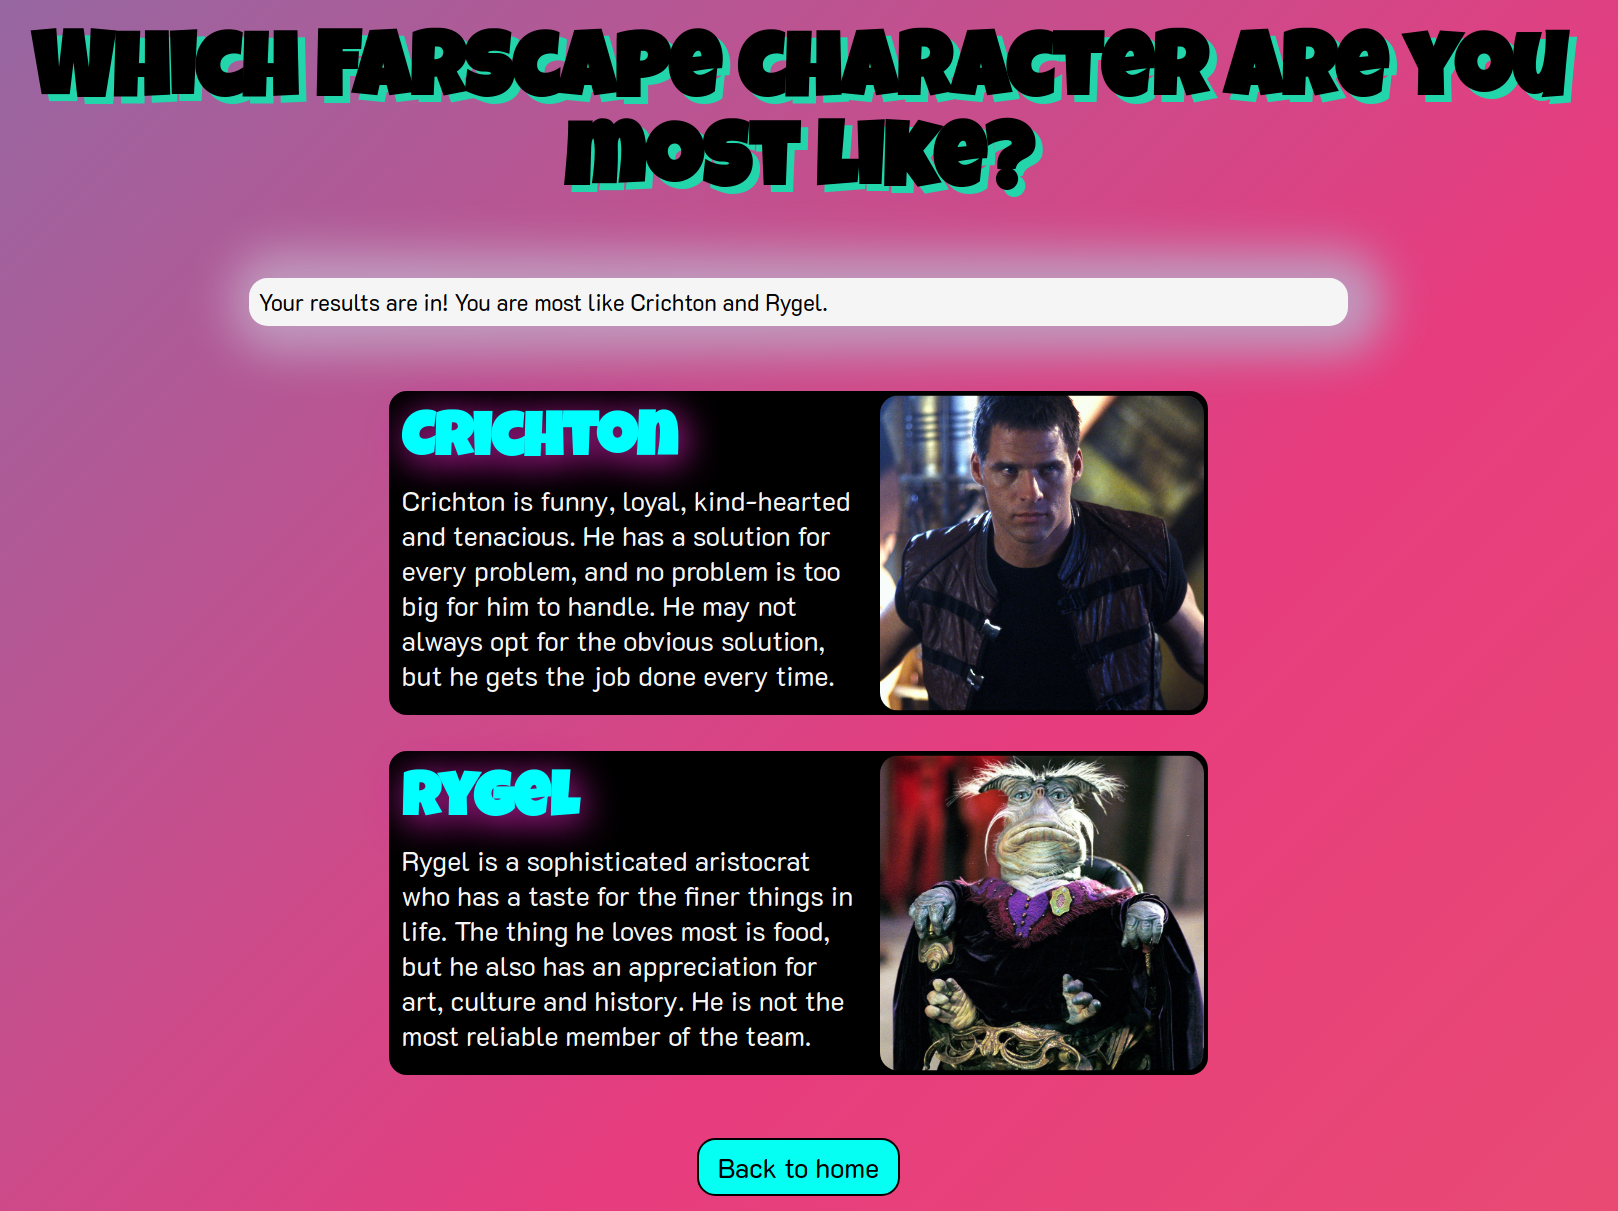 WHICH FARSCAPE CHARACTER ARE YOU
MOST LIKE?
Your results are in! You are most like Crichton and Rygel.
CRICHTON
Crichton is funny, loyal, kind-hearted
and tenacious. He has a solution for
every problem, and no problem is too
big for him to handle. He may not
always opt for the obvious solution,
but he gets the job done every time.
RYGEL
Rygel is a sophisticated aristocrat
who has a taste for the finer things in
life. The thing he loves most is food,
but he also has an appreciation for
art, culture and history. He is not the
most reliable member of the team.
Back to home